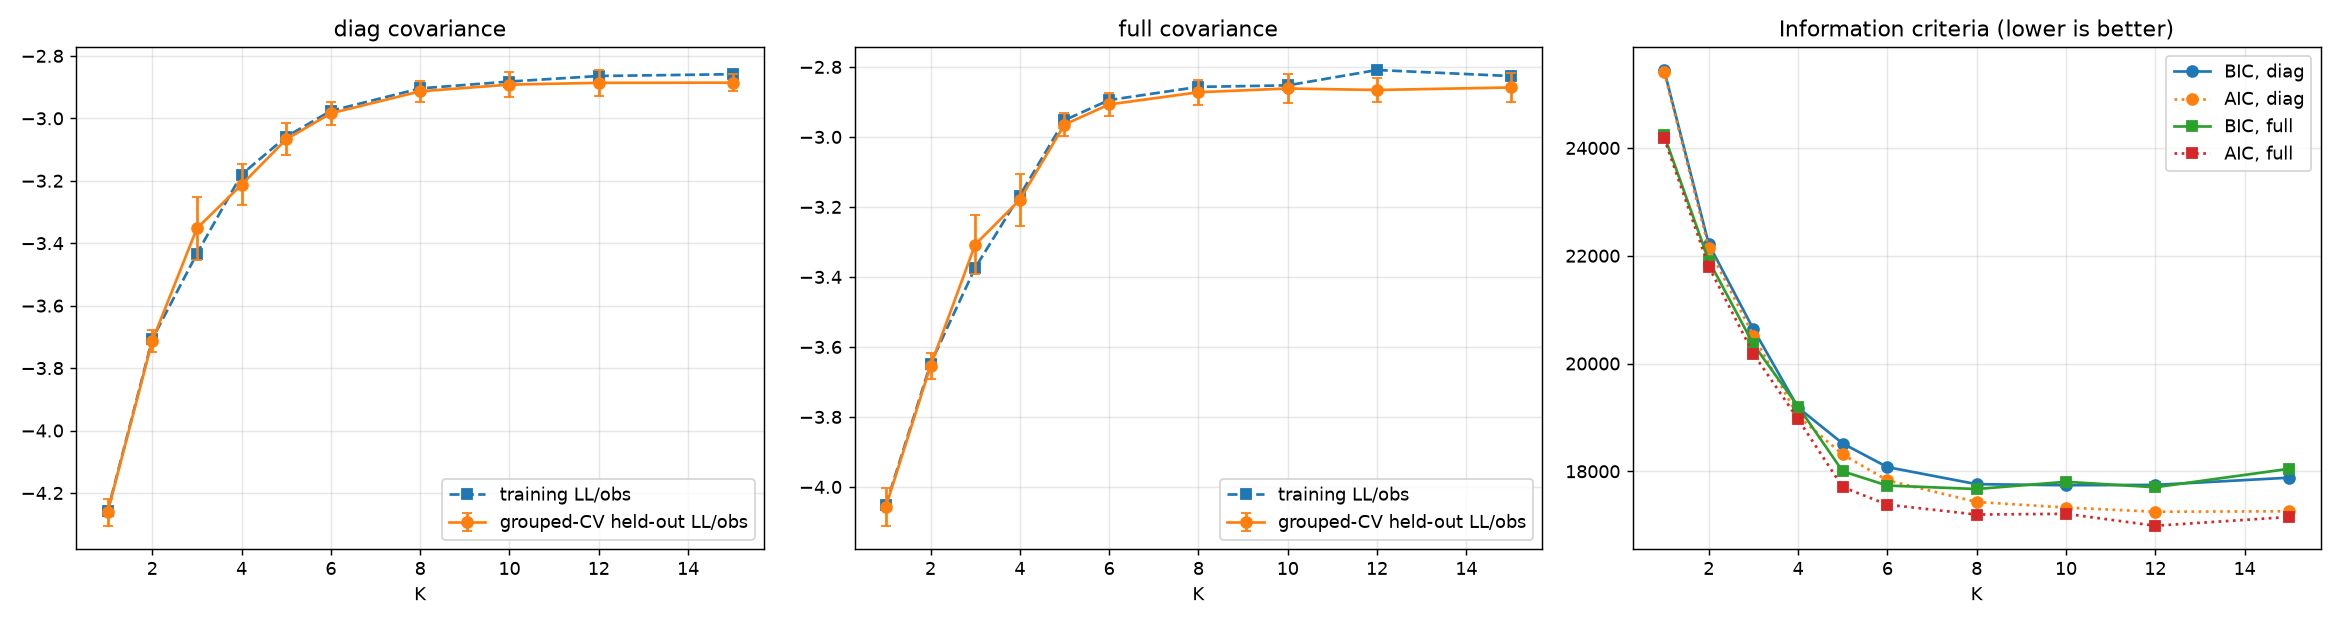 diag covariance
−2.8
−3.0
−3.2
−3.4
−3.6
−3.8
−4.0
−4.2
2 4 6 8 10 12 14
K
training LL/obs
grouped-CV held-out LL/obs
full covariance
−2.8
−3.0
−3.2
−3.4
−3.6
−3.8
−4.0
2 4 6 8 10 12 14
K
training LL/obs
grouped-CV held-out LL/obs
Information criteria (lower is better)
24000
22000
20000
18000
2 4 6 8 10 12 14
K
BIC, diag
AIC, diag
BIC, full
AIC, full